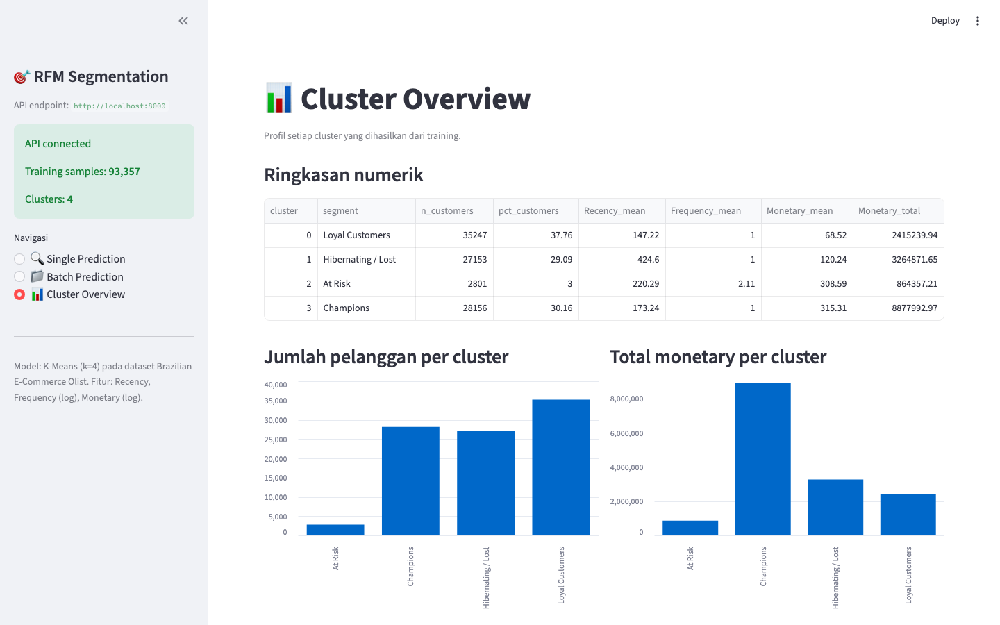 Deploy
🎯 RFM Segmentation
API endpoint: http://localhost:8000
API connected
Training samples: 93,357
Clusters: 4
Navigasi
🔍 Single Prediction
📁 Batch Prediction
📊 Cluster Overview
Model: K-Means (k=4) pada dataset Brazilian
E-Commerce Olist. Fitur: Recency,
Frequency (log), Monetary (log).
📊 Cluster Overview
Profil setiap cluster yang dihasilkan dari training.
Ringkasan numerik
cluster segment n_customers pct_customers Recency_mean Frequency_mean Monetary_mean Monetary_total
0 Loyal Customers 35247 37.76 147.22 1 68.52 2415239.94
1 Hibernating / Lost 27153 29.09 424.6 1 120.24 3264871.65
2 At Risk 2801 3 220.29 2.11 308.59 864357.21
3 Champions 28156 30.16 173.24 1 315.31 8877992.97
Jumlah pelanggan per cluster
40,000
35,000
30,000
25,000
20,000
15,000
10,000
5,000
0
At Risk
Champions
Hibernating / Lost
Loyal Customers
Total monetary per cluster
8,000,000
6,000,000
4,000,000
2,000,000
0
At Risk
Champions
Hibernating / Lost
Loyal Customers